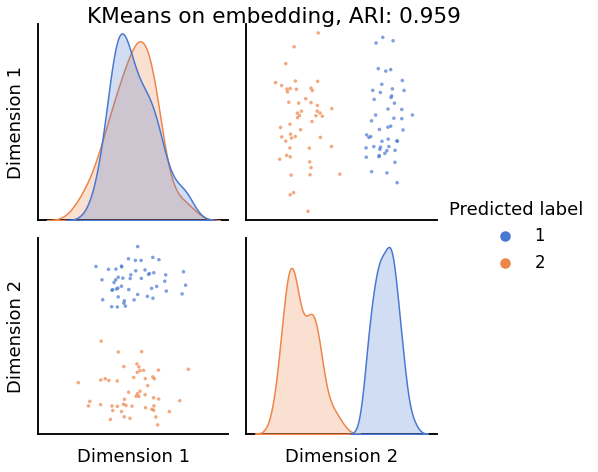 KMeans on embedding, ARI: 0.959
Dimension 1
Dimension 2
Dimension 1
Dimension 2
Predicted label
1
2